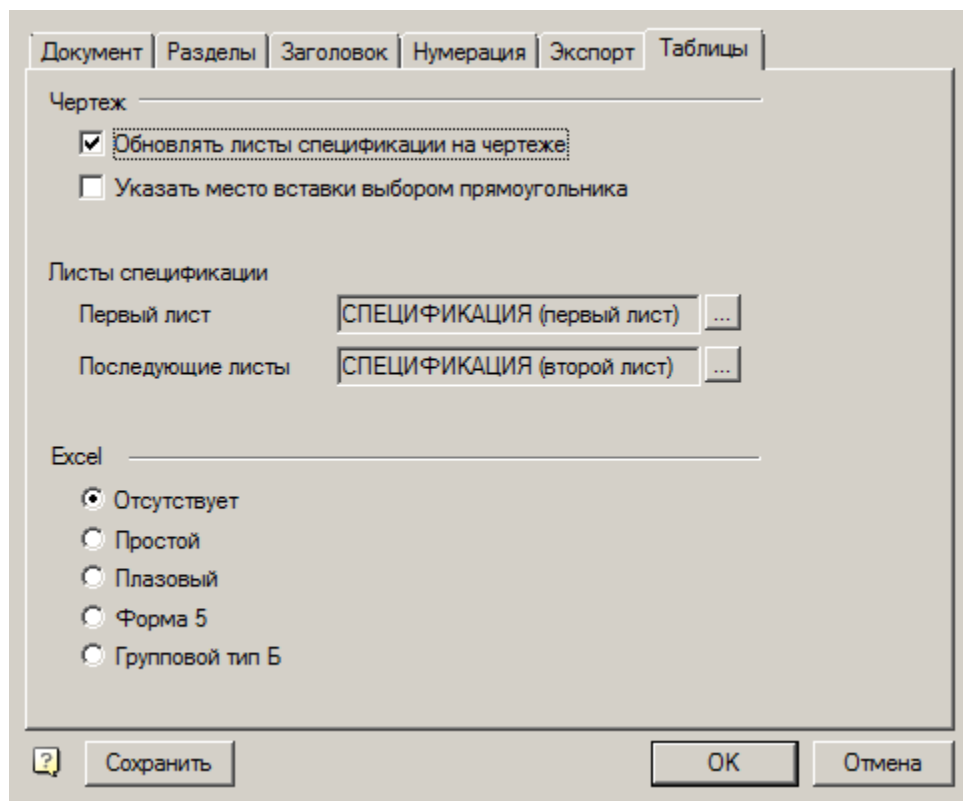 Документ Разделы Заголовок Нумерация Экспорт Таблицы
Чертеж
Обновлять листы спецификации на чертеже
Указать место вставки выбором прямоугольника
Листы спецификации
Первый лист СПЕЦИФИКАЦИЯ (первый лист) ...
Последующие листы СПЕЦИФИКАЦИЯ (второй лист) ...
Excel
Отсутствует
Простой
Плазовый
Форма 5
Групповой тип Б
? Сохранить OK Отмена